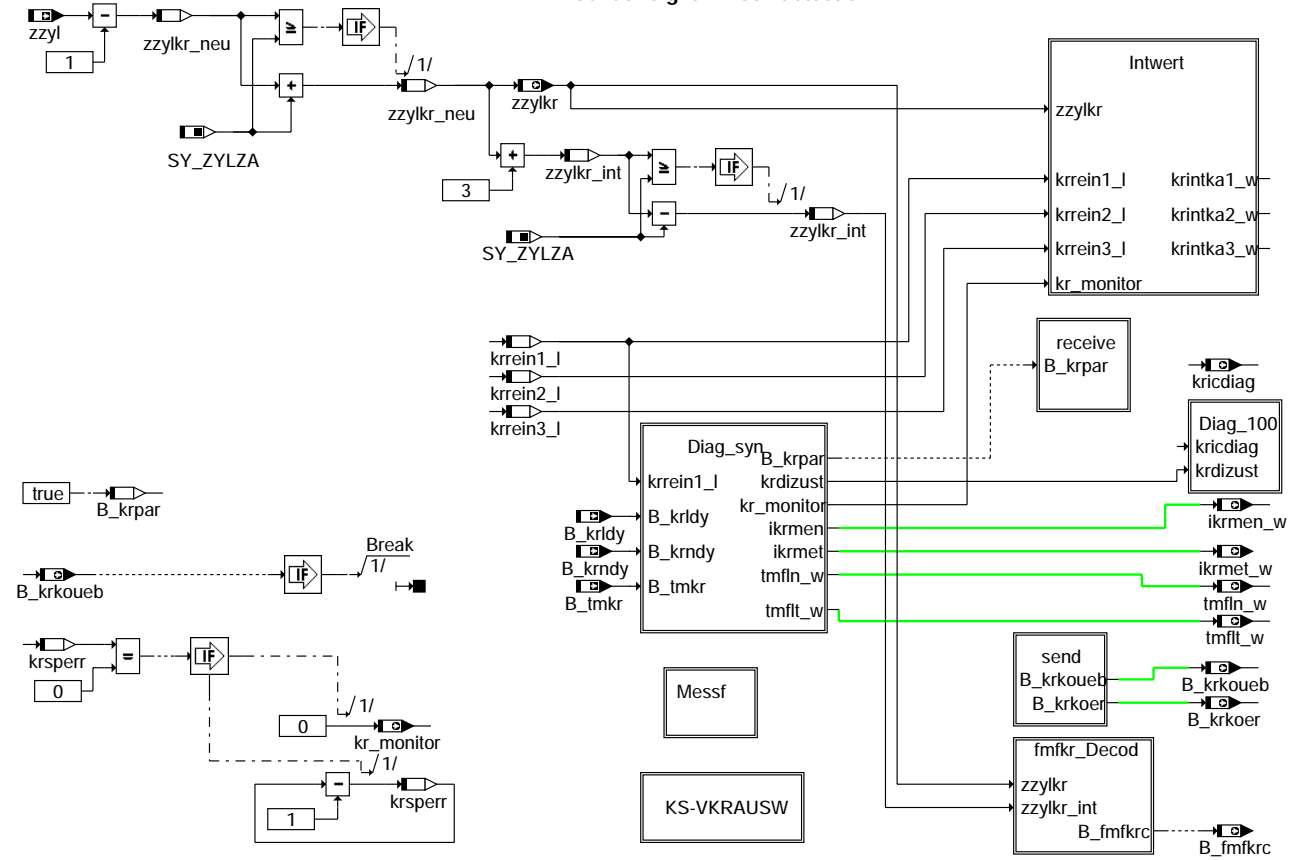 zzyl
1
zzylkr_neu
IF
1/
zzylkr_neu
SY_ZYLZA
zzylkr
3
zzylkr_int
IF
1/
zzylkr_int
SY_ZYLZA
Intwert
zzylkr
krrein1_l
krintka1_w
krrein2_l
krintka2_w
krrein3_l
krintka3_w
kr_monitor
krrein1_l
krrein2_l
krrein3_l
receive
B_krpar
kricdiag
Diag_100
kricdiag
krdizust
Diag_syn
B_krpar
krrein1_l
krdizust
kr_monitor
B_krldy
B_krldy
ikrmen
B_krndy
B_krndy
ikrmet
B_tmkr
B_tmkr
tmfln_w
tmflt_w
ikrmen_w
ikrmet_w
tmfln_w
tmflt_w
true
B_krpar
B_krkoueb
IF
Break
1/
krsperr
=
0
IF
1/
0
kr_monitor
1/
krsperr
1
Messf
KS-VKRAUSW
send
B_krkoueb
B_krkoer
B_krkoueb
B_krkoer
fmfkr_Decod
zzylkr
zzylkr_int
B_fmfkrc
B_fmfkrc